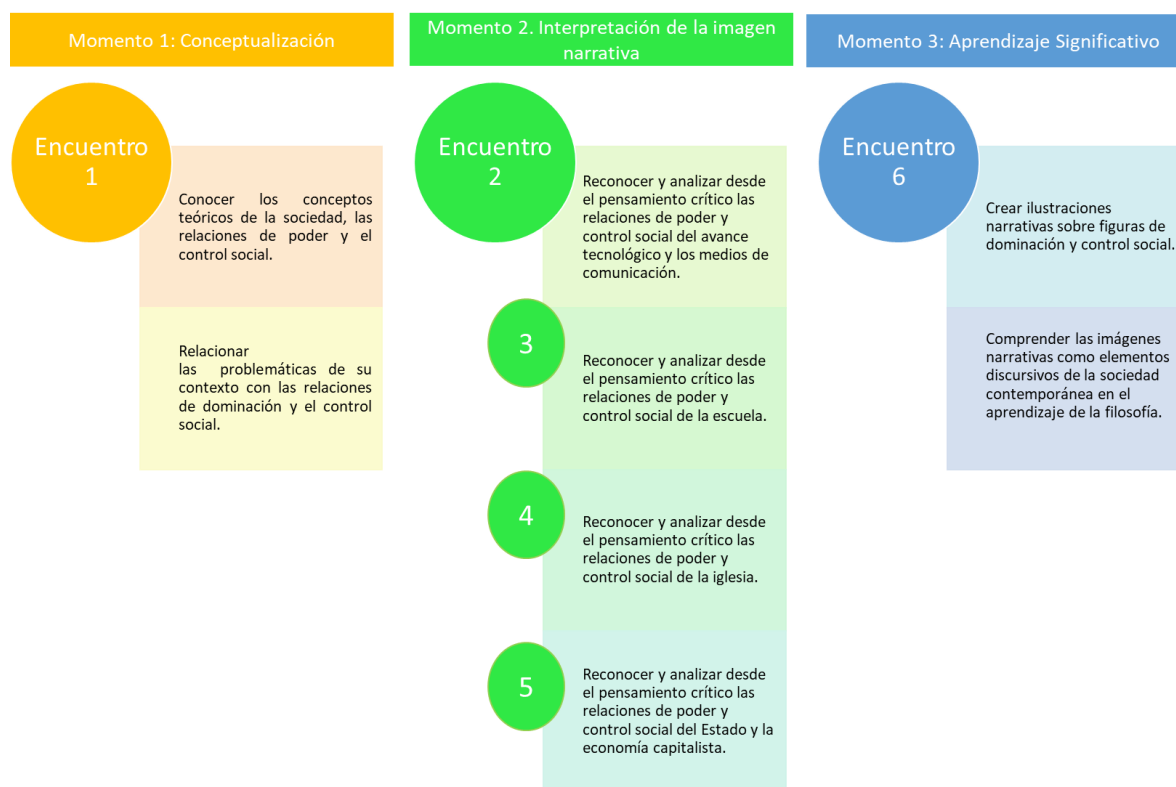 Momento 1: Conceptualización
Encuentro
1
Conocer los conceptos
teóricos de la sociedad, las
relaciones de poder y el
control social.
Relacionar
las problemáticas de su
contexto con las relaciones
de dominación y el control
social.
Momento 2. Interpretación de la imagen
narrativa
Encuentro
2
Reconocer y analizar desde
el pensamiento crítico las
relaciones de poder y
control social del avance
tecnológico y los medios de
comunicación.
3
Reconocer y analizar desde
el pensamiento crítico las
relaciones de poder y
control social de la escuela.
4
Reconocer y analizar desde
el pensamiento crítico las
relaciones de poder y
control social de la iglesia.
5
Reconocer y analizar desde
el pensamiento crítico las
relaciones de poder y
control social del Estado y la
economía capitalista.
Momento 3: Aprendizaje Significativo
Encuentro
6
Crear ilustraciones
narrativas sobre figuras de
dominación y control social.
Comprender las imágenes
narrativas como elementos
discursivos de la sociedad
contemporánea en el
aprendizaje de la filosofía.